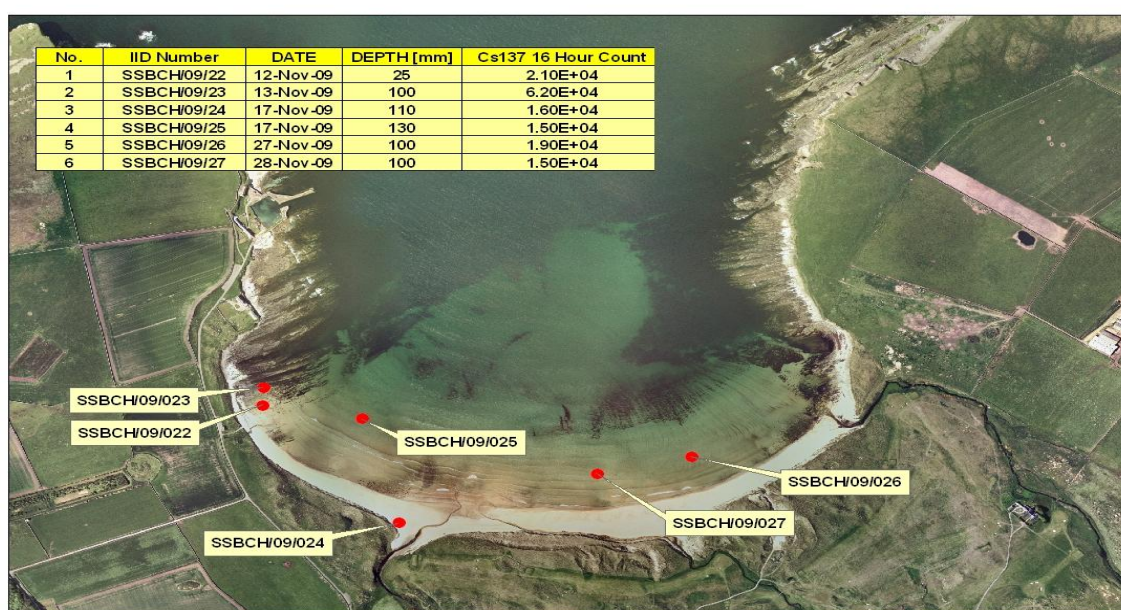 No. IID Number DATE DEPTH [mm] Cs137 16 Hour Count
1 SSBCH/09/22 12-Nov-09 25 2.10E+04
2 SSBCH/09/23 13-Nov-09 100 6.20E+04
3 SSBCH/09/24 17-Nov-09 110 1.60E+04
4 SSBCH/09/25 17-Nov-09 130 1.50E+04
5 SSBCH/09/26 27-Nov-09 100 1.90E+04
6 SSBCH/09/27 28-Nov-09 100 1.50E+04
SSBCH/09/023
SSBCH/09/022
SSBCH/09/025
SSBCH/09/026
SSBCH/09/027
SSBCH/09/024